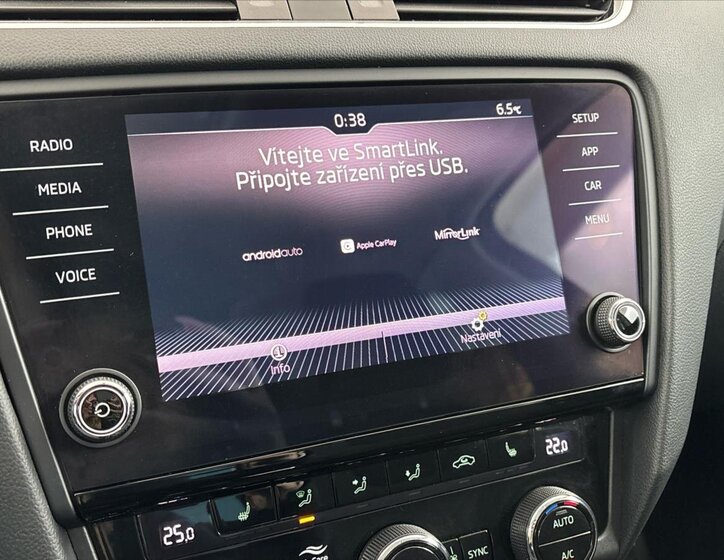 0:38
6.5°C
Vítejte ve SmartLink.
Připojte zařízení přes USB.
androidauto
Apple CarPlay
MirrorLink
Info
Nastavení
RADIO
MEDIA
PHONE
VOICE
SETUP
APP
CAR
MENU
25.0
22.0
SYNC
AUTO
A/C